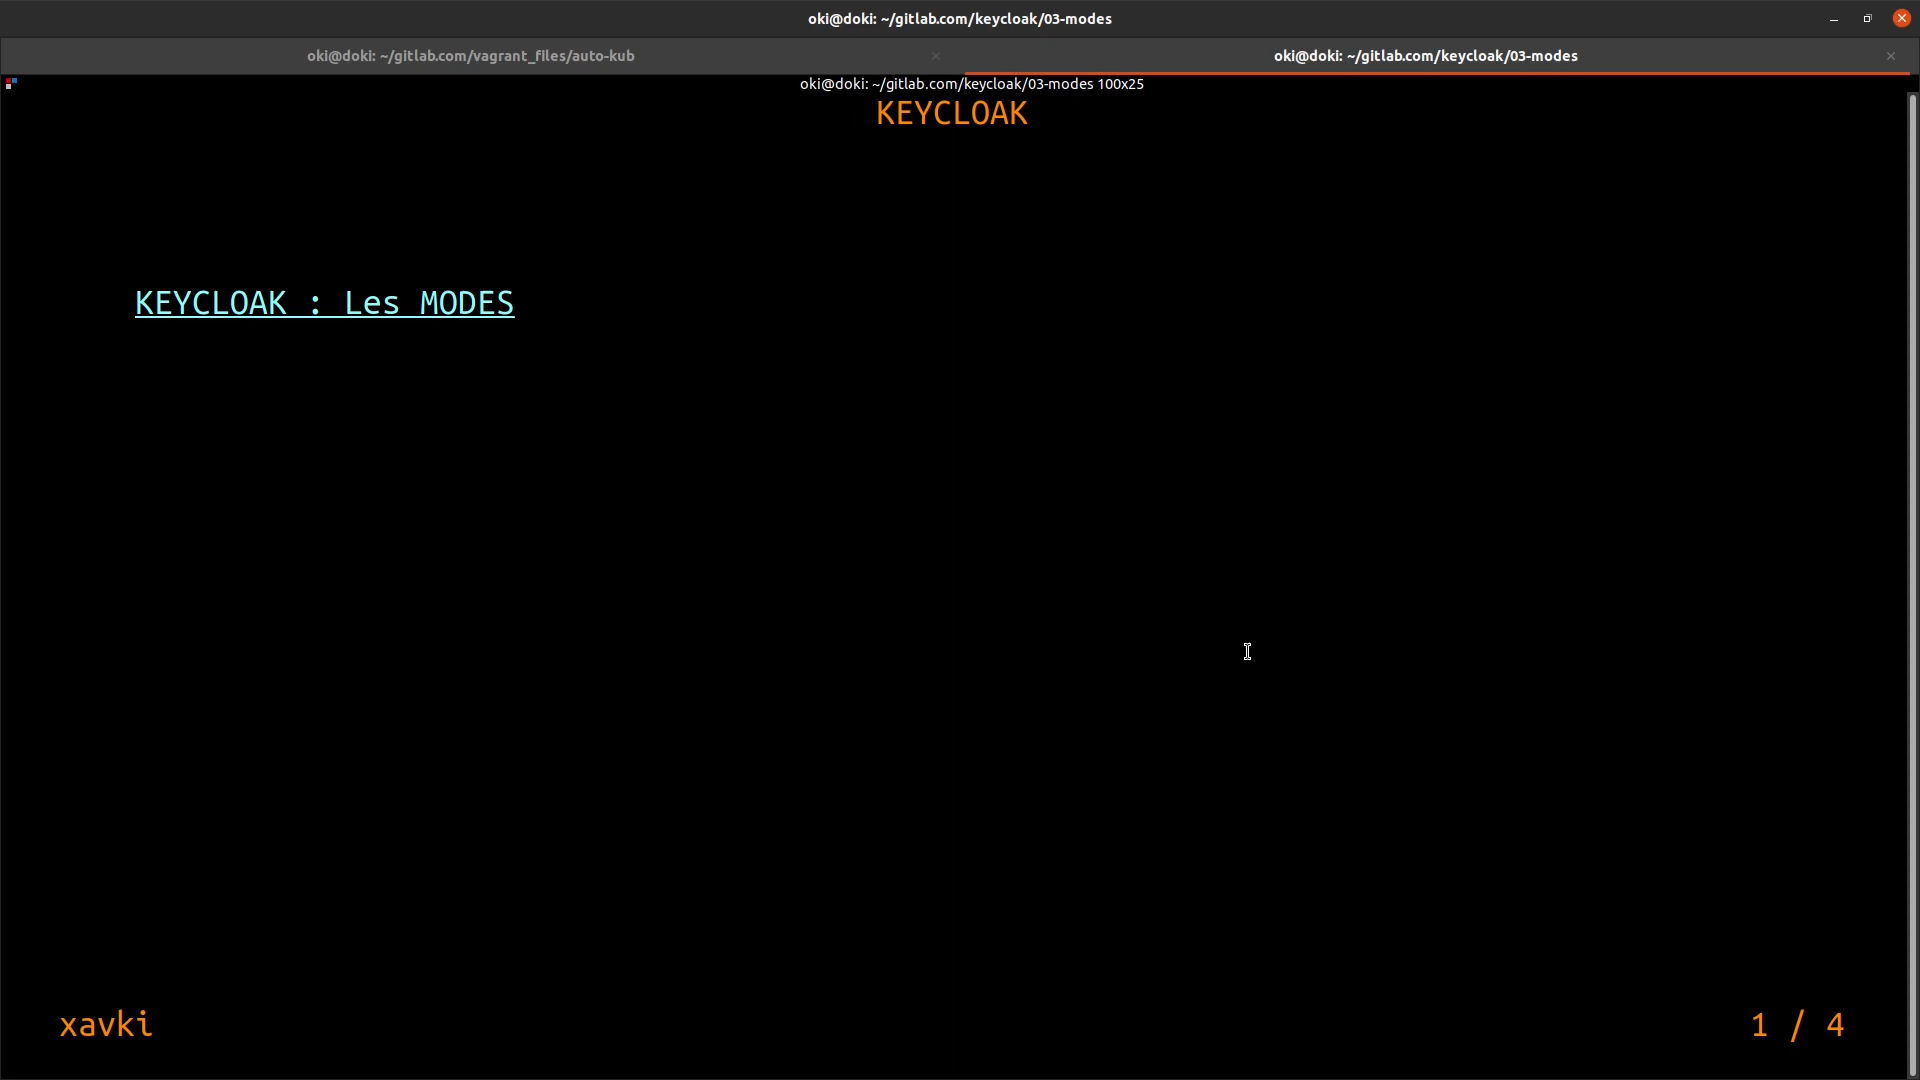 oki@doki: ~/gitlab.com/keycloak/03-modes
oki@doki: ~/gitlab.com/vagrant_files/auto-kub
oki@doki: ~/gitlab.com/keycloak/03-modes
oki@doki: ~/gitlab.com/keycloak/03-modes 100x25
KEYCLOAK
KEYCLOAK : Les MODES
xavki
1 / 4